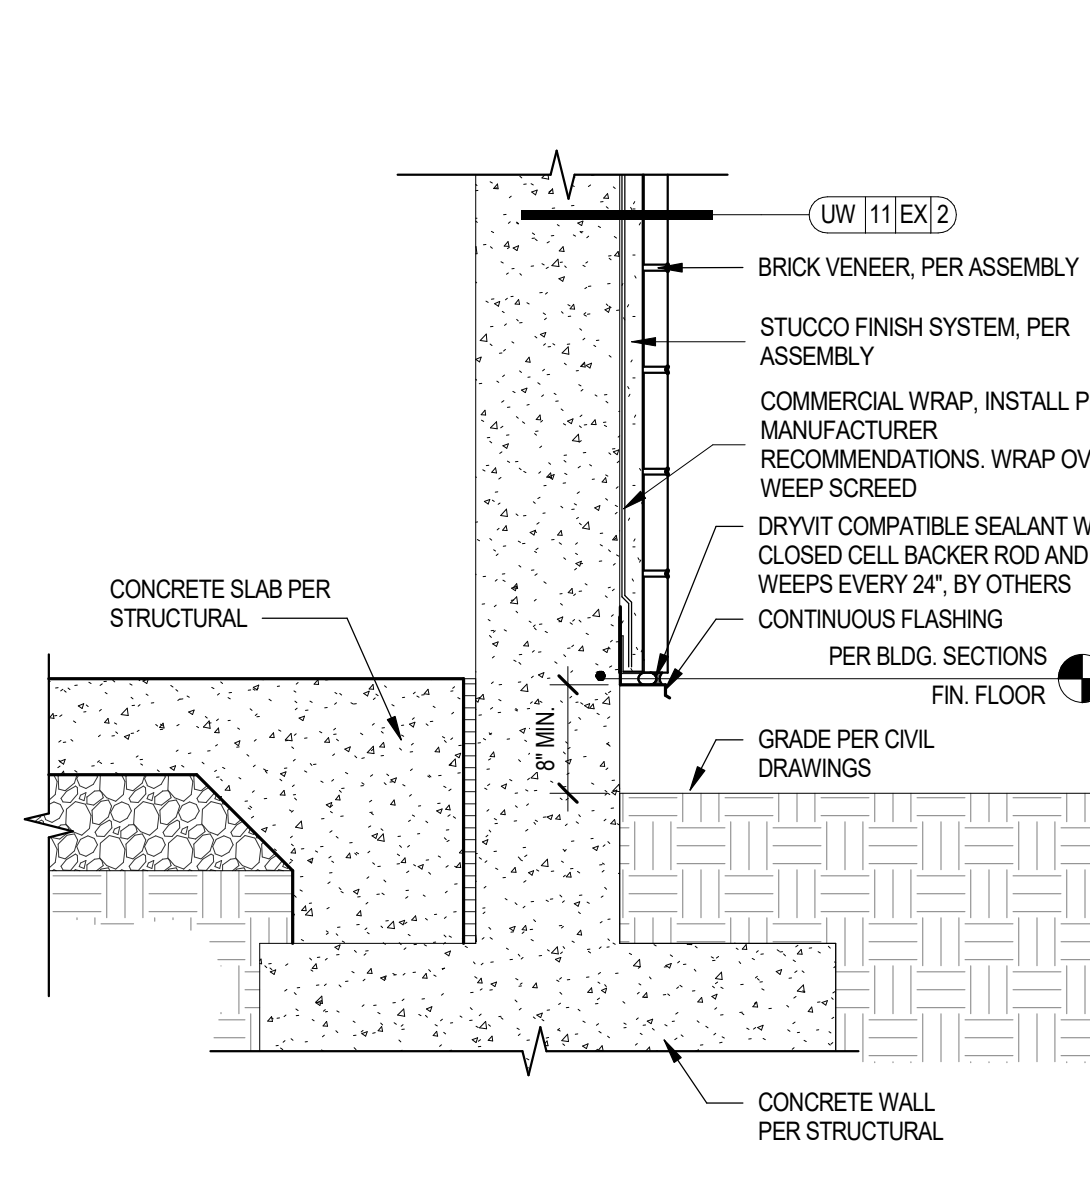 UW 11 EX 2
BRICK VENEER, PER ASSEMBLY
STUCCO FINISH SYSTEM, PER
ASSEMBLY
COMMERCIAL WRAP, INSTALL P
MANUFACTURER
RECOMMENDATIONS. WRAP OV
WEEP SCREED
DRYVIT COMPATIBLE SEALANT W
CLOSED CELL BACKER ROD AND
WEEPS EVERY 24", BY OTHERS
CONTINUOUS FLASHING
CONCRETE SLAB PER
STRUCTURAL
PER BLDG. SECTIONS
FIN. FLOOR
8" MIN.
GRADE PER CIVIL
DRAWINGS
CONCRETE WALL
PER STRUCTURAL